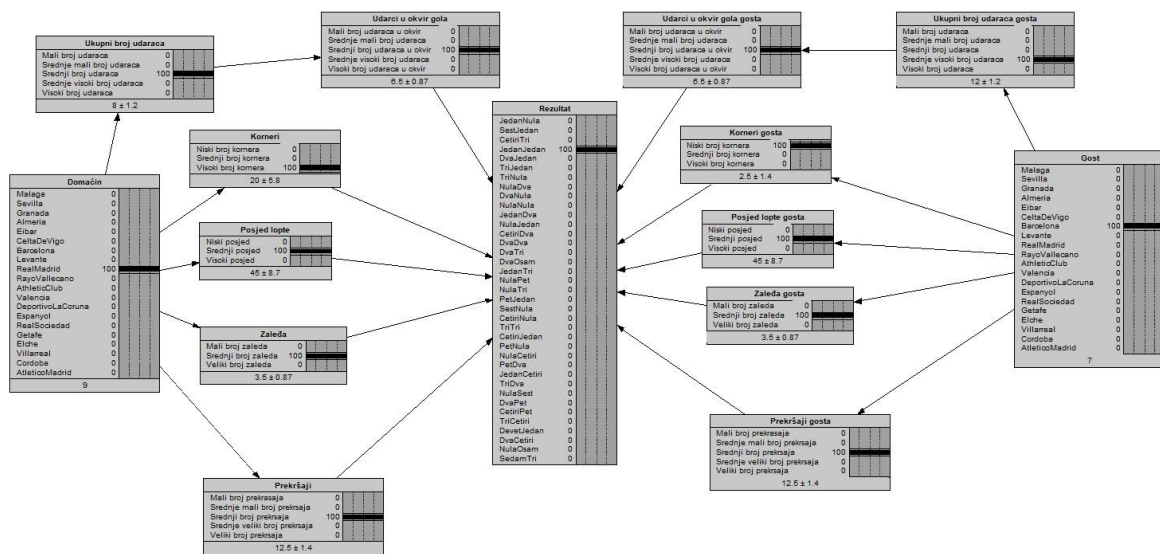 Ukupni broj udaraca
Mali broj udaraca 0
Srednje mali broj udaraca 0
Srednji broj udaraca 100
Srednje visoki broj udaraca 0
Visoki broj udaraca 0
8 ± 1.2
Udarci u okvir gola
Mali broj udaraca u okvir 0
Srednje mali broj udaraca 0
Srednji broj udaraca u okvir 100
Srednje visoki broj udaraca 0
Visoki broj udaraca u okvir 0
6.5 ± 0.87
Udarci u okvir gola gosta
Mali broj udaraca u okvir 0
Srednje mali broj udaraca 0
Srednji broj udaraca u okvir 100
Srednje visoki broj udaraca 0
Visoki broj udaraca u okvir 0
6.5 ± 0.87
Ukupni broj udaraca gosta
Mali broj udaraca 0
Srednje mali broj udaraca 0
Srednji broj udaraca 0
Srednje visoki broj udaraca 100
Visoki broj udaraca 0
12 ± 1.2
Domaćin
Malaga 0
Sevilla 0
Granada 0
Almeria 0
Eibar 0
CeltaDeVigo 0
Barcelona 0
Levante 0
RealMadrid 100
RayoVallecano 0
AthleticClub 0
Valencia 0
DeportivoLaCoruna 0
Espanyol 0
RealSociedad 0
Getafe 0
Elche 0
Villarreal 0
Cordoba 0
AtleticoMadrid 0
9
Korneri
Niski broj kornera 0
Srednji broj kornera 0
Visoki broj kornera 100
20 ± 5.8
Posjed lopte
Niski posjed 0
Srednji posjed 100
Visoki posjed 0
45 ± 8.7
Zaleđa
Mali broj zaleda 0
Srednji broj zaleda 100
Veliki broj zaleda 0
3.5 ± 0.87
Prekršaji
Mali broj prekrasaja 0
Srednje mali broj prekrsaja 0
Srednji broj prekrsaja 100
Srednje veliki broj prekrsaja 0
Veliki broj prekrsaja 0
12.5 ± 1.4
Rezultat
JedanNula 0
SestJedan 0
CetiriTri 0
JedanJedan 100
DvaJedan 0
TriJedan 0
TriNula 0
NulaDva 0
DvaNula 0
NulaNula 0
JedanDva 0
NulaJedan 0
CetiriDva 0
DvaDva 0
DvaTri 0
DvaOsam 0
JedanTri 0
NulaPet 0
NulaTri 0
PetJedan 0
SestNula 0
CetiriNula 0
TriTri 0
CetiriJedan 0
PetNula 0
NulaCetiri 0
PetDva 0
JedanCetiri 0
TriDva 0
NulaSest 0
DvaPet 0
CetiriPet 0
TriCetiri 0
DevetJedan 0
DvaCetiri 0
NulaOsam 0
SedamTri 0
Korneri gosta
Niski broj kornera 100
Srednji broj kornera 0
Visoki broj kornera 0
2.5 ± 1.4
Posjed lopte gosta
Niski posjed 0
Srednji posjed 100
Visoki posjed 0
45 ± 8.7
Zaleđa gosta
Mali broj zaleda 0
Srednji broj zaleda 100
Veliki broj zaleda 0
3.5 ± 0.87
Prekršaji gosta
Mali broj prekrasaja 0
Srednje mali broj prekrsaja 0
Srednji broj prekrsaja 100
Srednje veliki broj prekrsaja 0
Veliki broj prekrsaja 0
12.5 ± 1.4
Gost
Malaga 0
Sevilla 0
Granada 0
Almeria 0
Eibar 0
CeltaDeVigo 0
Barcelona 100
Levante 0
RealMadrid 0
RayoVallecano 0
AthleticClub 0
Valencia 0
DeportivoLaCoruna 0
Espanyol 0
RealSociedad 0
Getafe 0
Elche 0
Villarreal 0
Cordoba 0
AtleticoMadrid 0
7